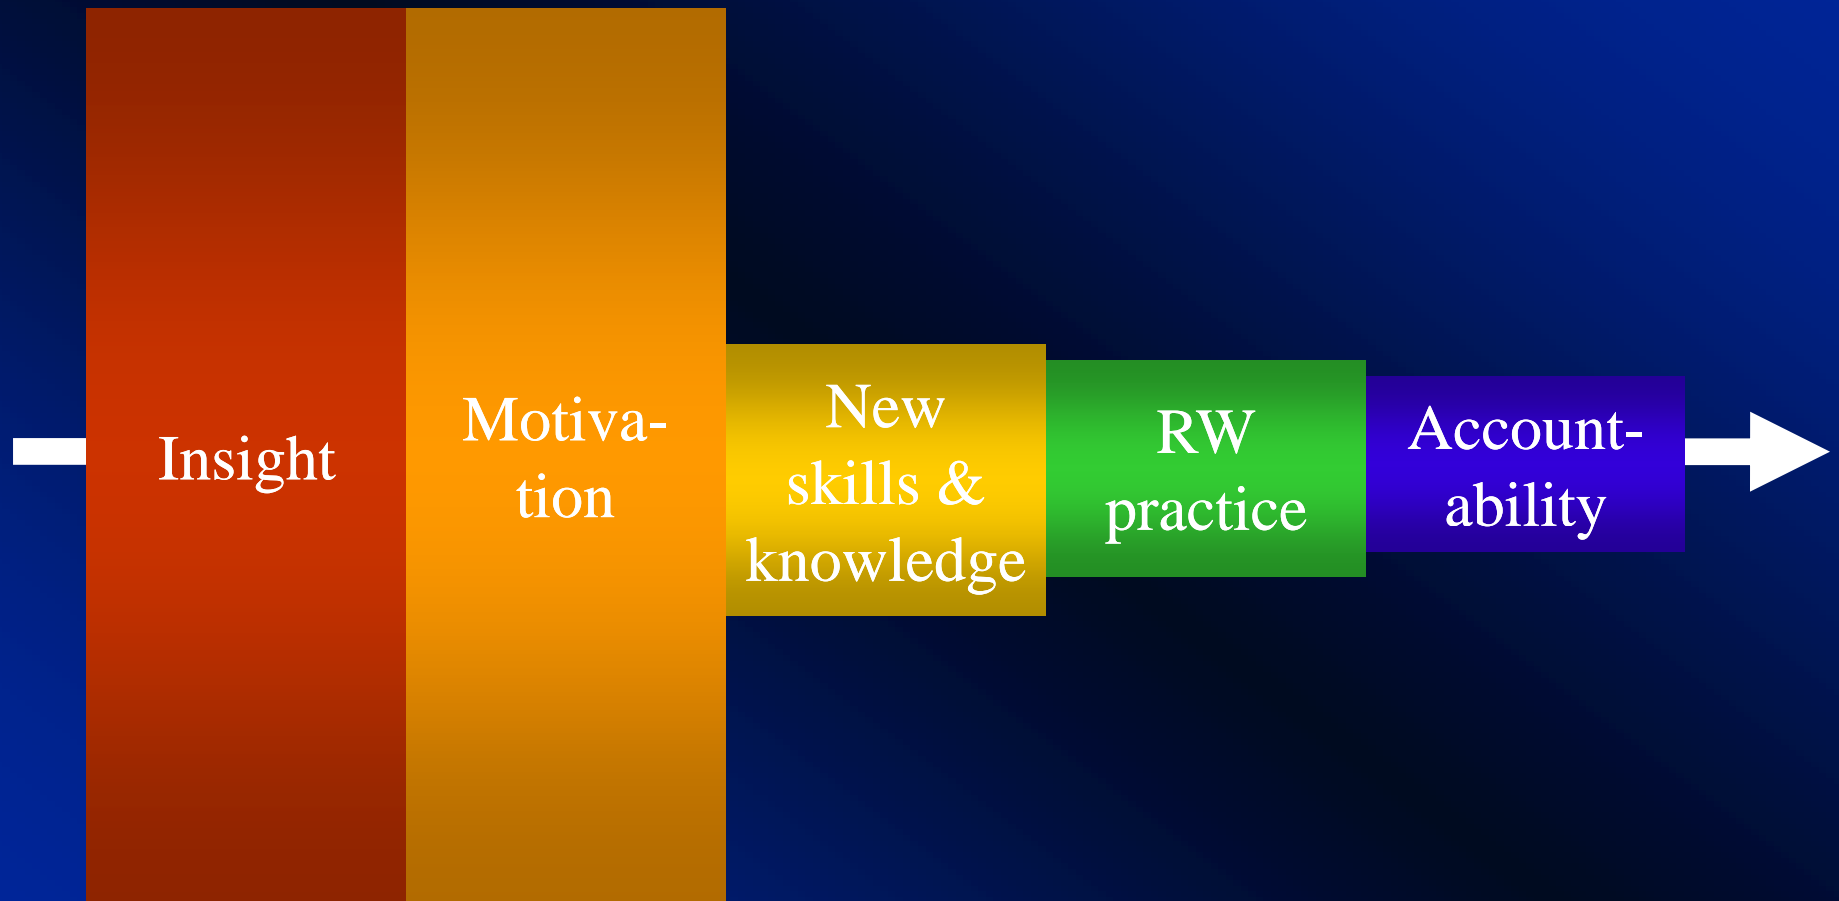 Insight
Motiva-
tion
New
skills &
knowledge
RW
practice
Account-
ability